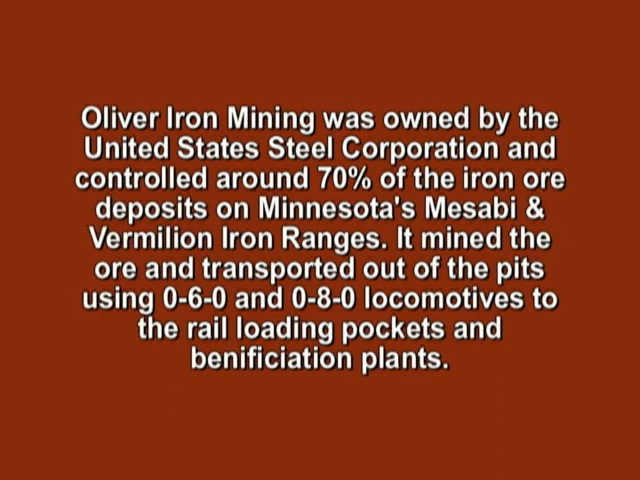 Oliver Iron Mining was owned by the
United States Steel Corporation and
controlled around 70% of the iron ore
deposits on Minnesota's Mesabi &
Vermilion Iron Ranges. It mined the
ore and transported out of the pits
using 0-6-0 and 0-8-0 locomotives to
the rail loading pockets and
benificiation plants.